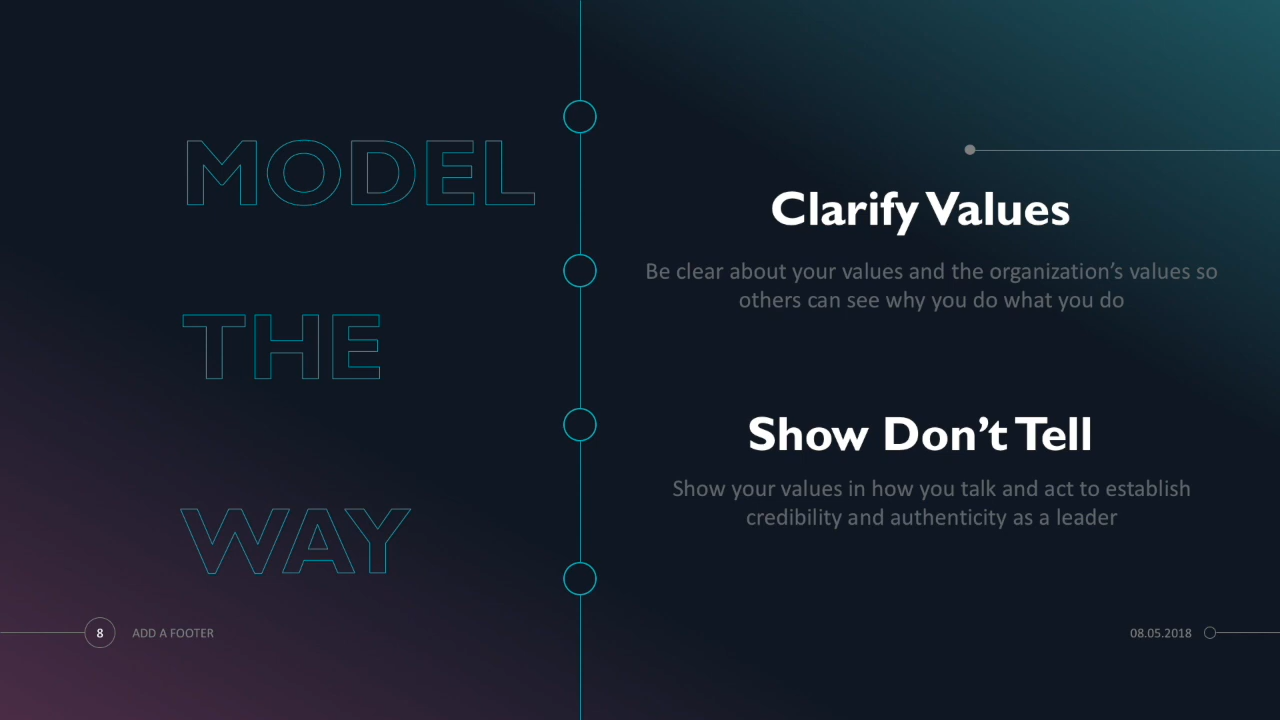 MODEL
THE
WAY
Clarify Values
Be clear about your values and the organization’s values so
others can see why you do what you do
Show Don’t Tell
Show your values in how you talk and act to establish
credibility and authenticity as a leader
8
ADD A FOOTER
08.05.2018